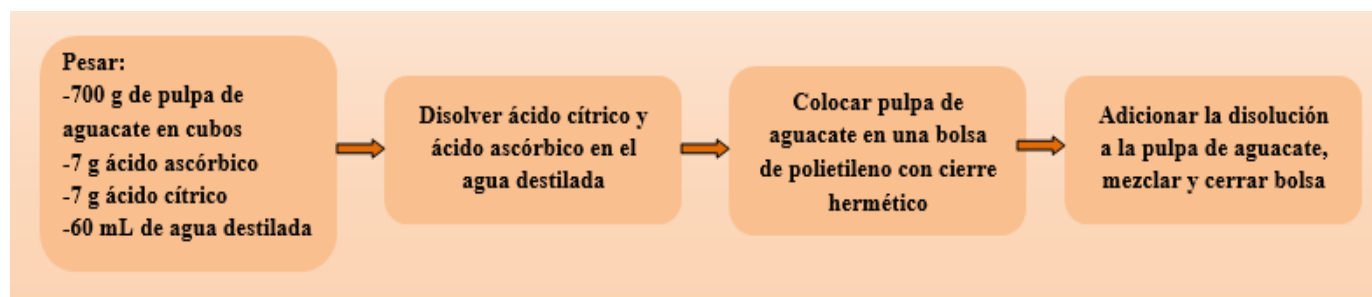 Pesar:
-700 g de pulpa de
aguacate en cubos
-7 g ácido ascórbico
-7 g ácido cítrico
-60 mL de agua destilada
Disolver ácido cítrico y
ácido ascórbico en el
agua destilada
Colocar pulpa de
aguacate en una bolsa
de polietileno con cierre
hermético
Adicionar la disolución
a la pulpa de aguacate,
mezclar y cerrar bolsa